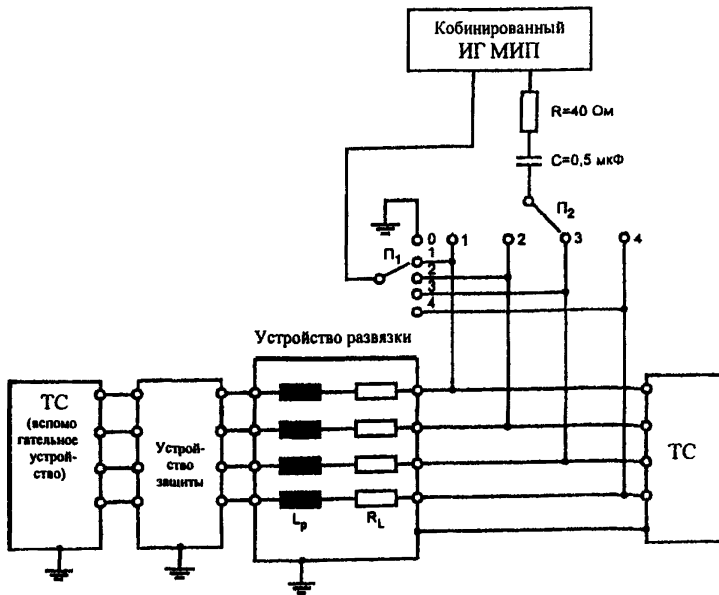 Кобинированный
ИГ МИП
R=40 Ом
C=0,5 мкФ
П2
0
1
2
3
4
П1
1
2
3
4
Устройство развязки
ТС
(вспомо
гательное
устрой-
ство)
Устрой-
ство
защиты
Lр
RL
ТС